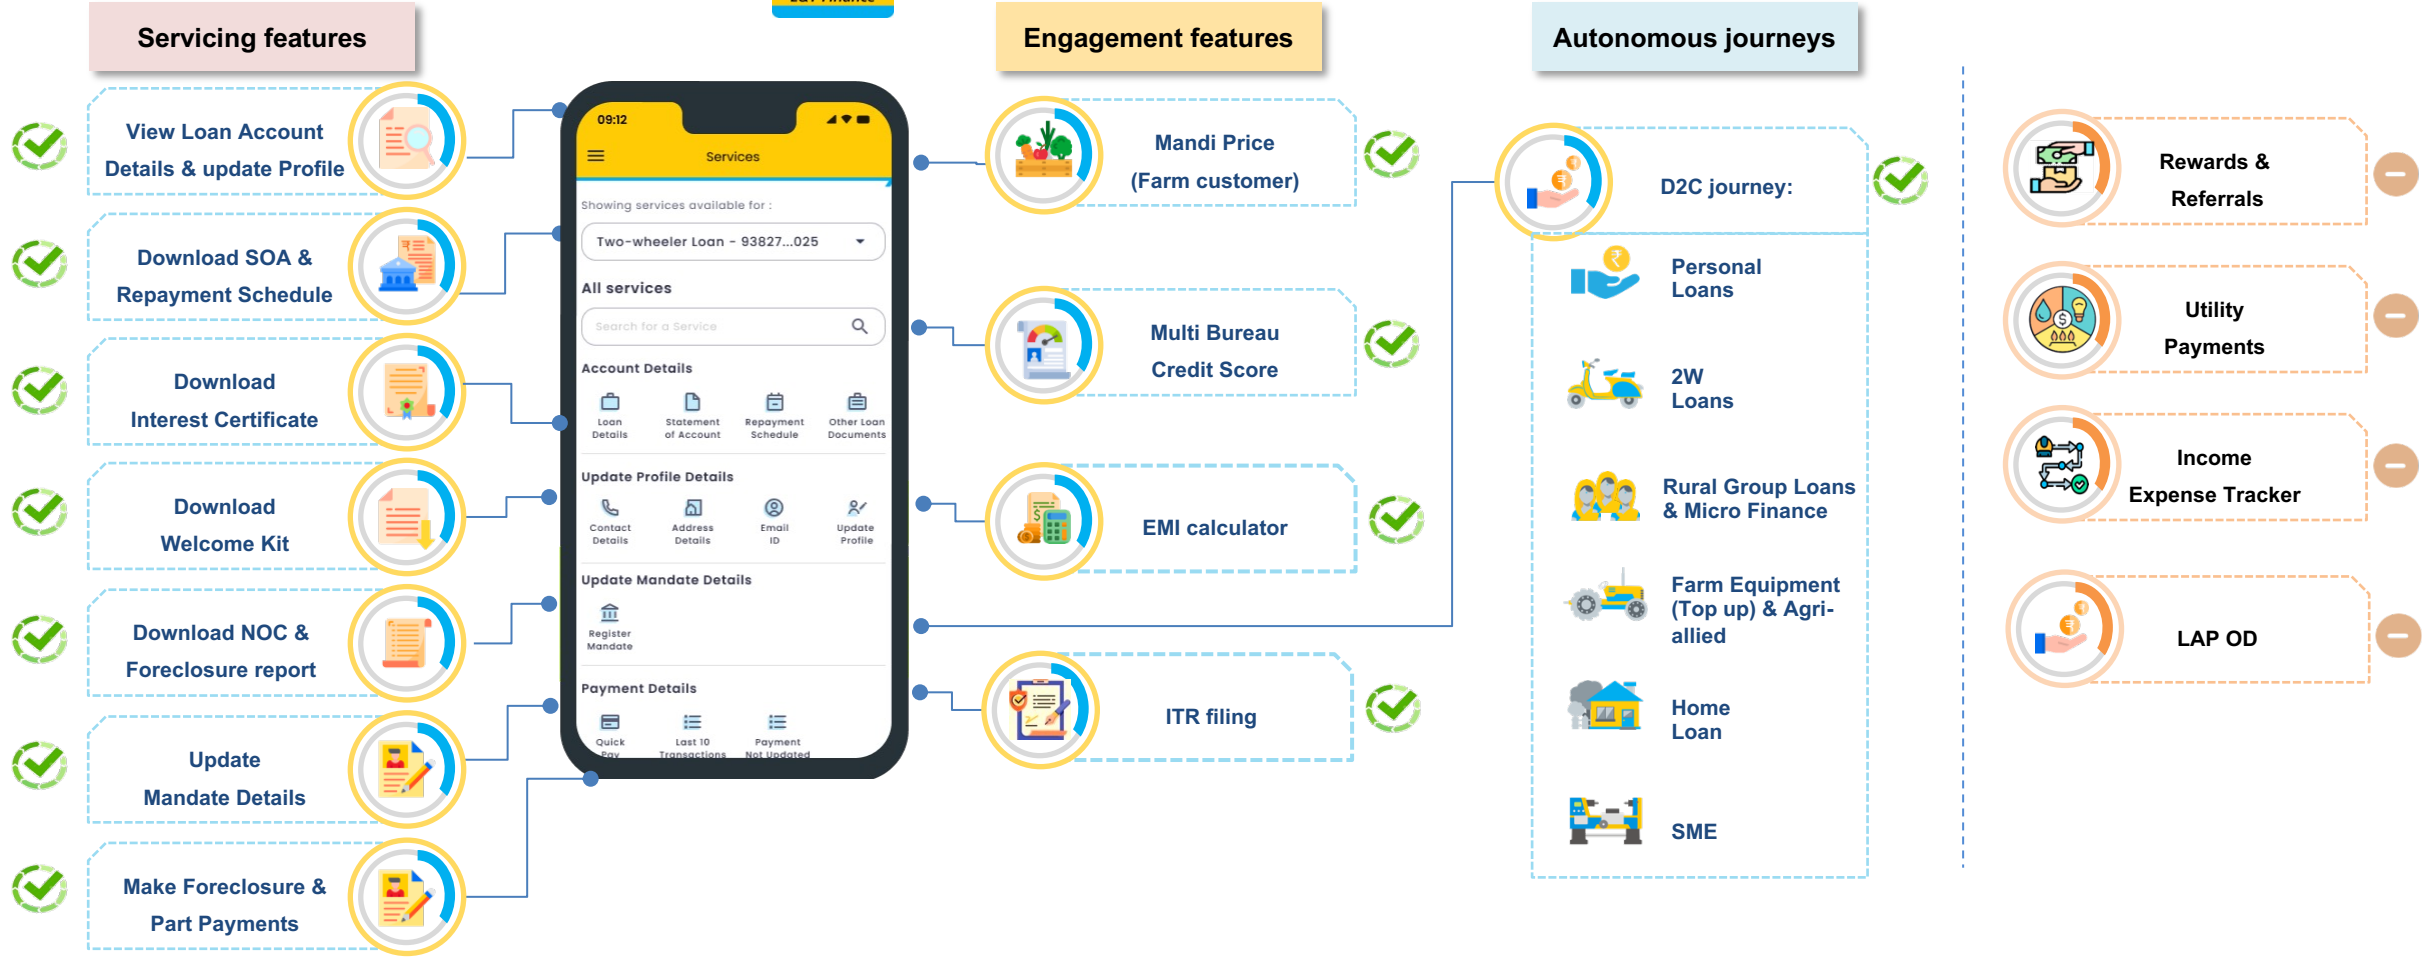 L&T Finance
Servicing features
Engagement features
Autonomous journeys
View Loan Account
Details & update Profile
Download SOA &
Repayment Schedule
Download
Interest Certificate
Download
Welcome Kit
Download NOC &
Foreclosure report
Update
Mandate Details
Make Foreclosure &
Part Payments
09:12
Services
Showing services available for :
Two-wheeler Loan - 93827...025
All services
Search for a Service
Account Details
Loan
Details
Statement
of Account
Repayment
Schedule
Other Loan
Documents
Update Profile Details
Contact
Details
Address
Details
Email
ID
Update
Profile
Update Mandate Details
Register
Mandate
Payment Details
Quick
Pay
Last 10
Transactions
Payment
Not Updated
Mandi Price
(Farm customer)
Multi Bureau
Credit Score
EMI calculator
ITR filing
D2C journey:
Personal
Loans
2W
Loans
Rural Group Loans
& Micro Finance
Farm Equipment
(Top up) & Agri-
allied
Home
Loan
SME
Rewards &
Referrals
Utility
Payments
Income
Expense Tracker
LAP OD